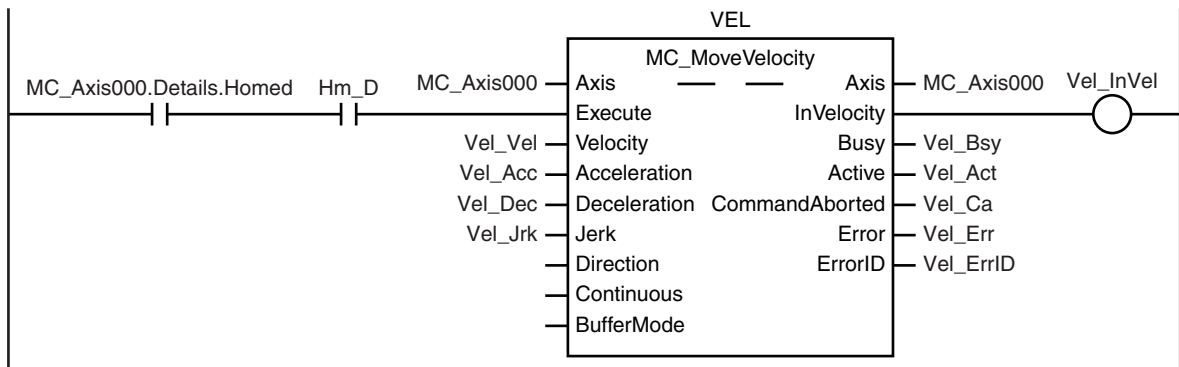 VEL
MC_MoveVelocity
MC_Axis000.Details.Homed Hm_D MC_Axis000 Axis Axis MC_Axis000 Vel_InVel
Execute InVelocity
Vel_Vel Velocity Busy Vel_Bsy
Vel_Acc Acceleration Active Vel_Act
Vel_Dec Deceleration CommandAborted Vel_Ca
Vel_Jrk Jerk Error Vel_Err
Direction ErrorID Vel_ErrID
Continuous
BufferMode